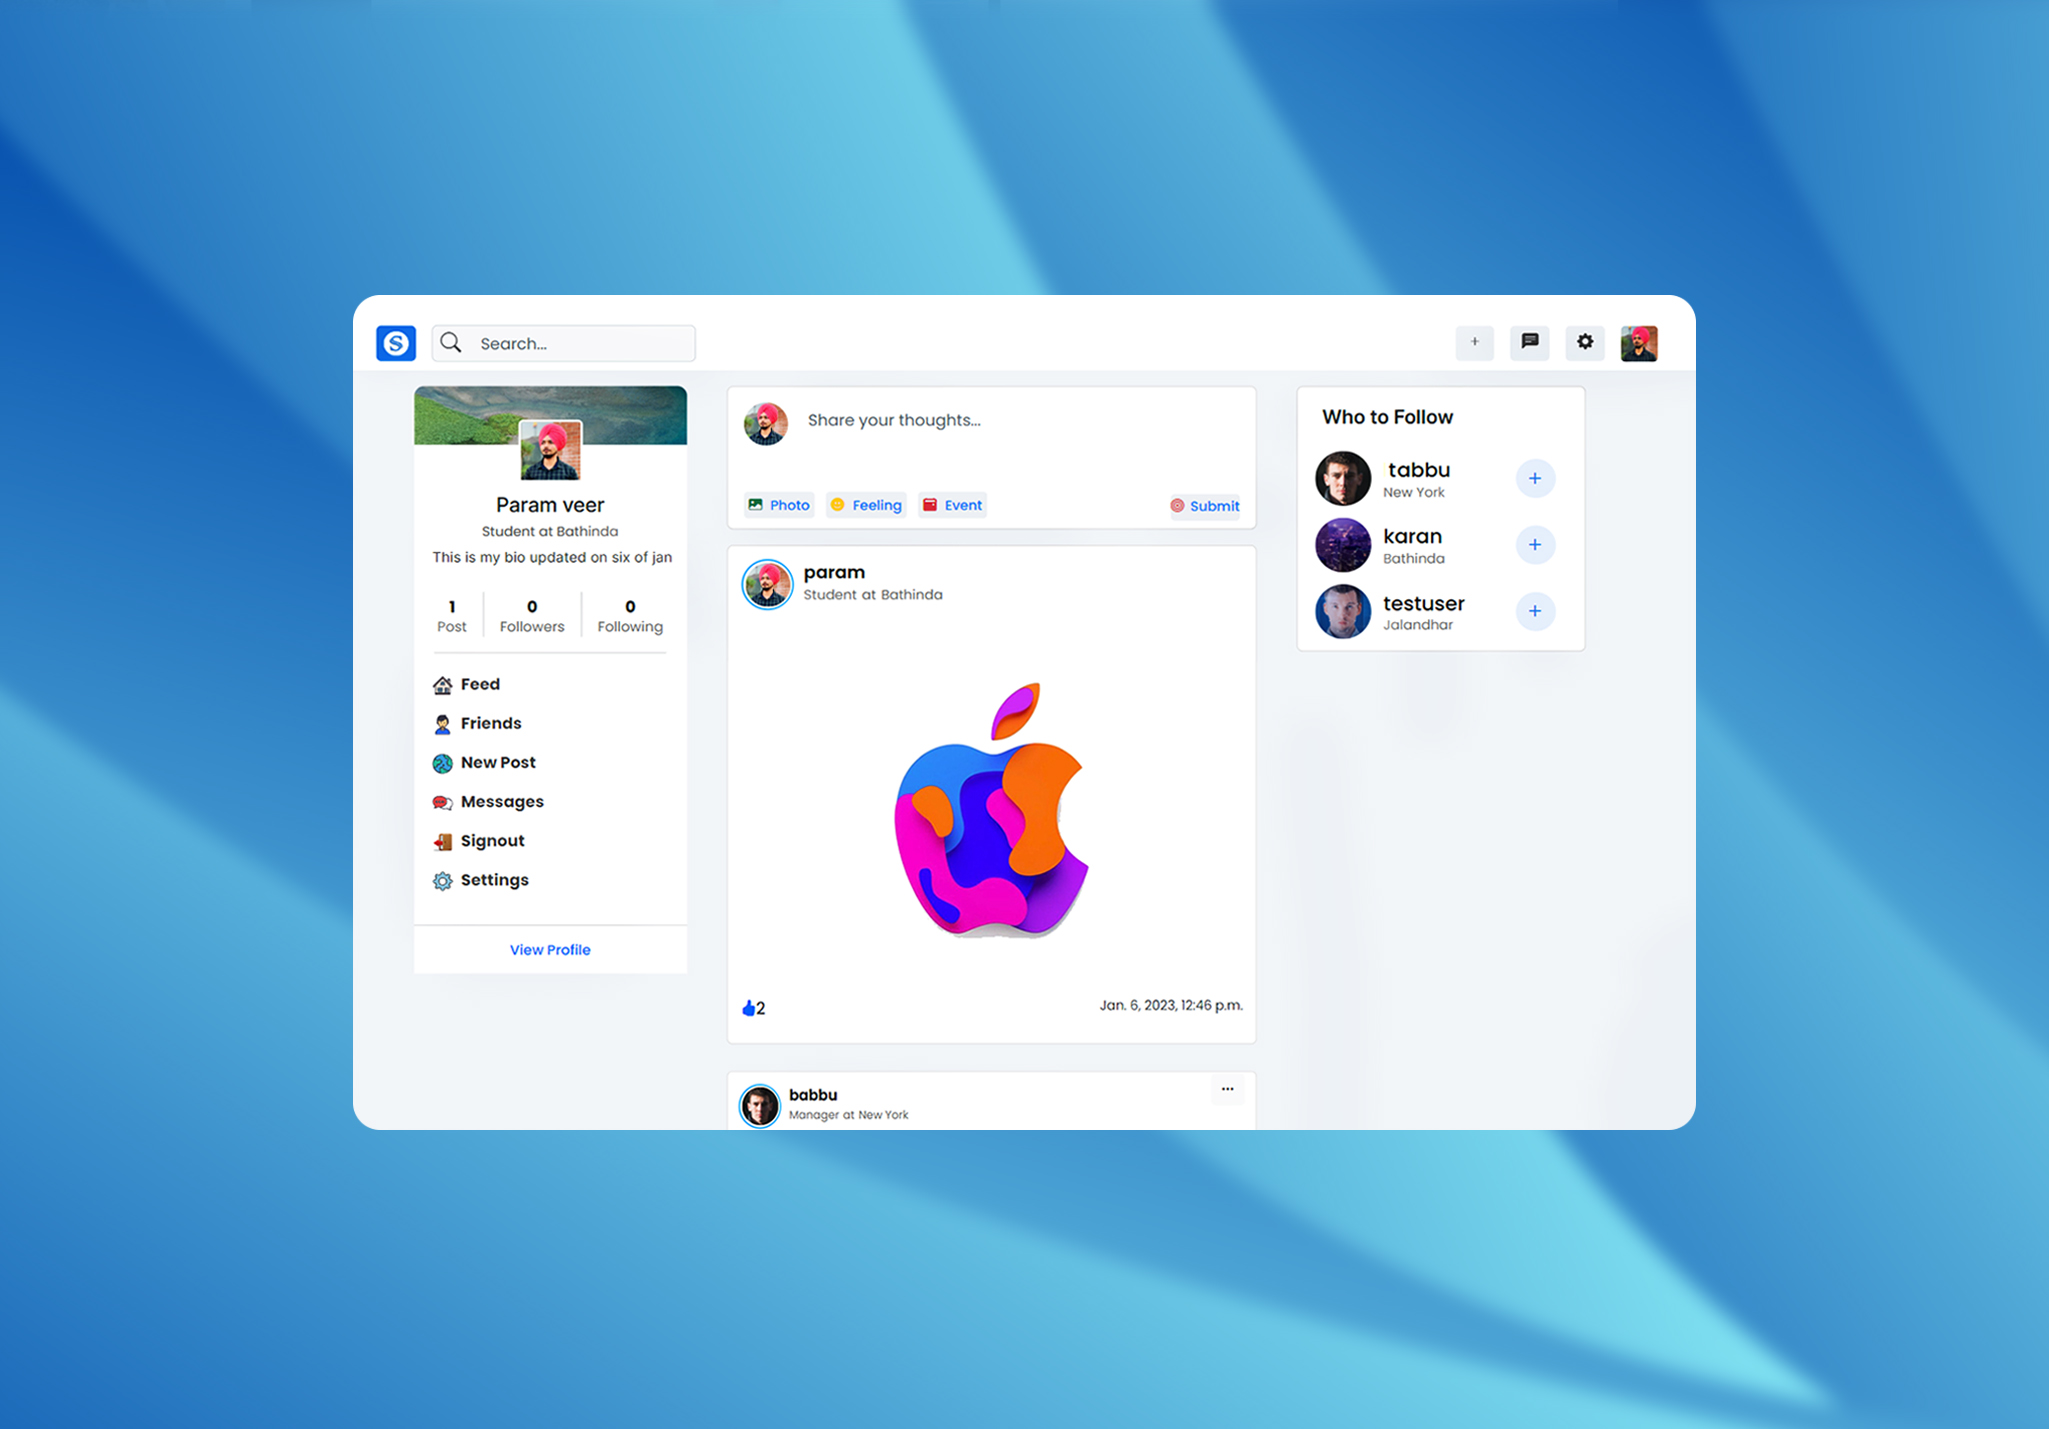 S
Search...
+
Param veer
Student at Bathinda
This is my bio updated on six of jan
1
Post
0
Followers
0
Following
Feed
Friends
New Post
Messages
Signout
Settings
View Profile
Share your thoughts...
Photo
Feeling
Event
Submit
param
Student at Bathinda
2
Jan. 6, 2023, 12:46 p.m.
babbu
Manager at New York
...
Who to Follow
tabbu
New York
+
karan
Bathinda
+
testuser
Jalandhar
+